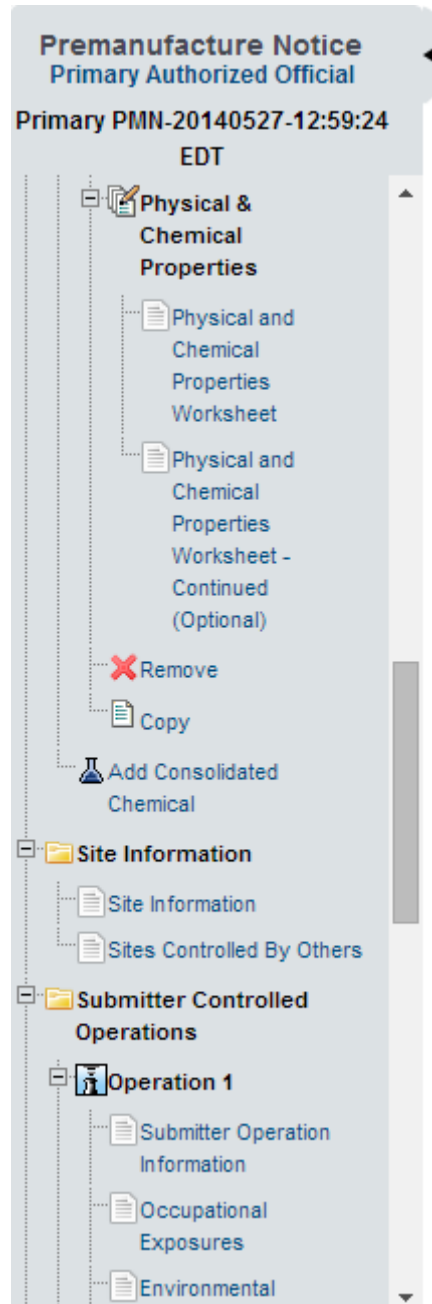 Premanufacture Notice
Primary Authorized Official
Primary PMN-20140527-12:59:24
EDT
Physical &
Chemical
Properties
Physical and
Chemical
Properties
Worksheet
Physical and
Chemical
Properties
Worksheet -
Continued
(Optional)
Remove
Copy
Add Consolidated
Chemical
Site Information
Site Information
Sites Controlled By Others
Submitter Controlled
Operations
Operation 1
Submitter Operation
Information
Occupational
Exposures
Environmental